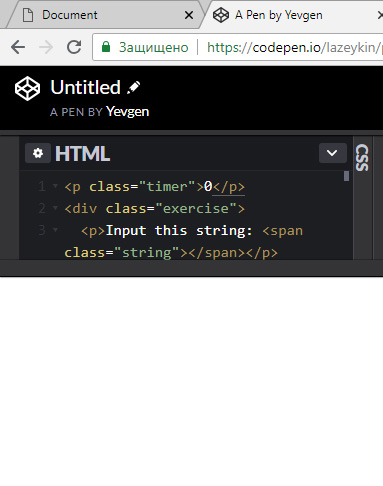 Document
A Pen by Yevgen
Защищено https://codepen.io/lazeykin/p
Untitled
A PEN BY Yevgen
HTML
CSS
1 <p class="timer">0</p>
2 <div class="exercise">
3 <p>Input this string: <span
class="string"></span></p>